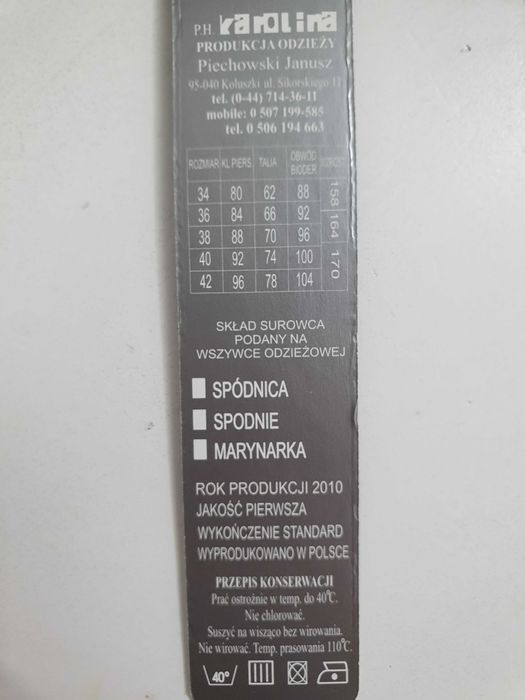 P.H. Karolina
PRODUKCJA ODZIEŻY
Piechowski Janusz
95-040 Koluszki ul. Sikorskiego 11
tel. (0-44) 714-36-11
mobile: 0 507 199-585
tel. 0 506 194 663
ROZMIAR KL PIERS. TALIA OBWÓD BIODER WZROST
34 80 62 88
36 84 66 92
38 88 70 96
40 92 74 100
42 96 78 104
158 164 170
SKŁAD SUROWCA
PODANY NA
WSZYWCE ODZIEŻOWEJ
SPÓDNICA
SPODNIE
MARYNARKA
ROK PRODUKCJI 2010
JAKOŚĆ PIERWSZA
WYKOŃCZENIE STANDARD
WYPRODUKOWANO W POLSCE
PRZEPIS KONSERWACJI
Prać ostrożnie w temp. do 40°C.
Nie chlorować.
Suszyć na wisząco bez wirowania.
Nie wirować. Temp. prasowania 110°C.
40°